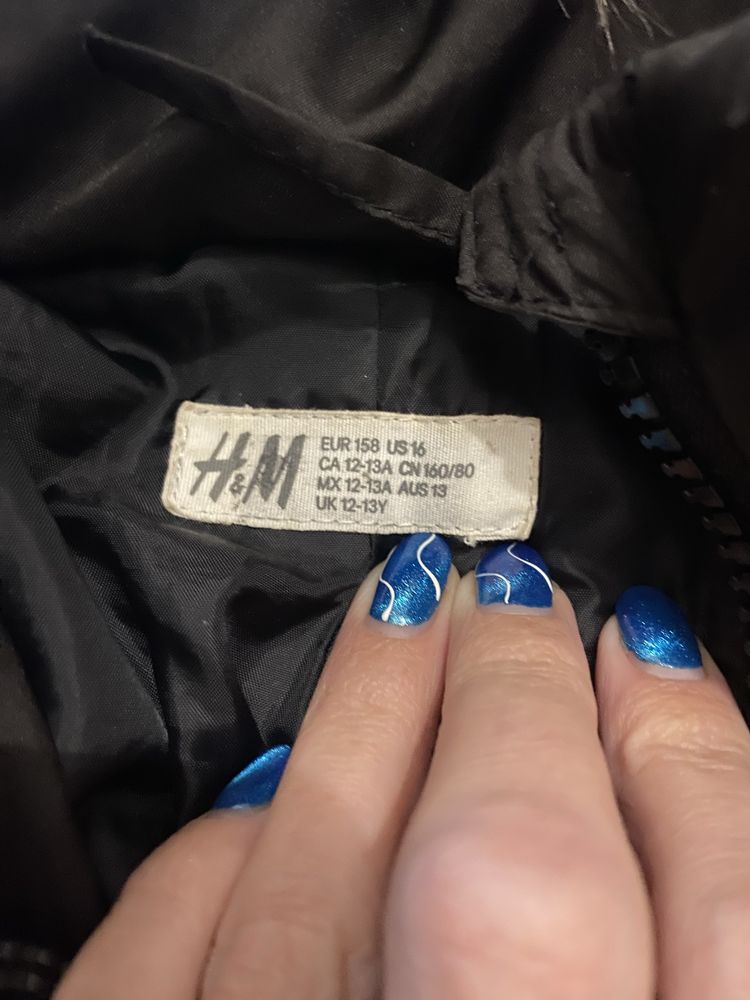 H&M
EUR 158 US 16
CA 12-13A CN 160/80
MX 12-13A AUS 13
UK 12-13Y